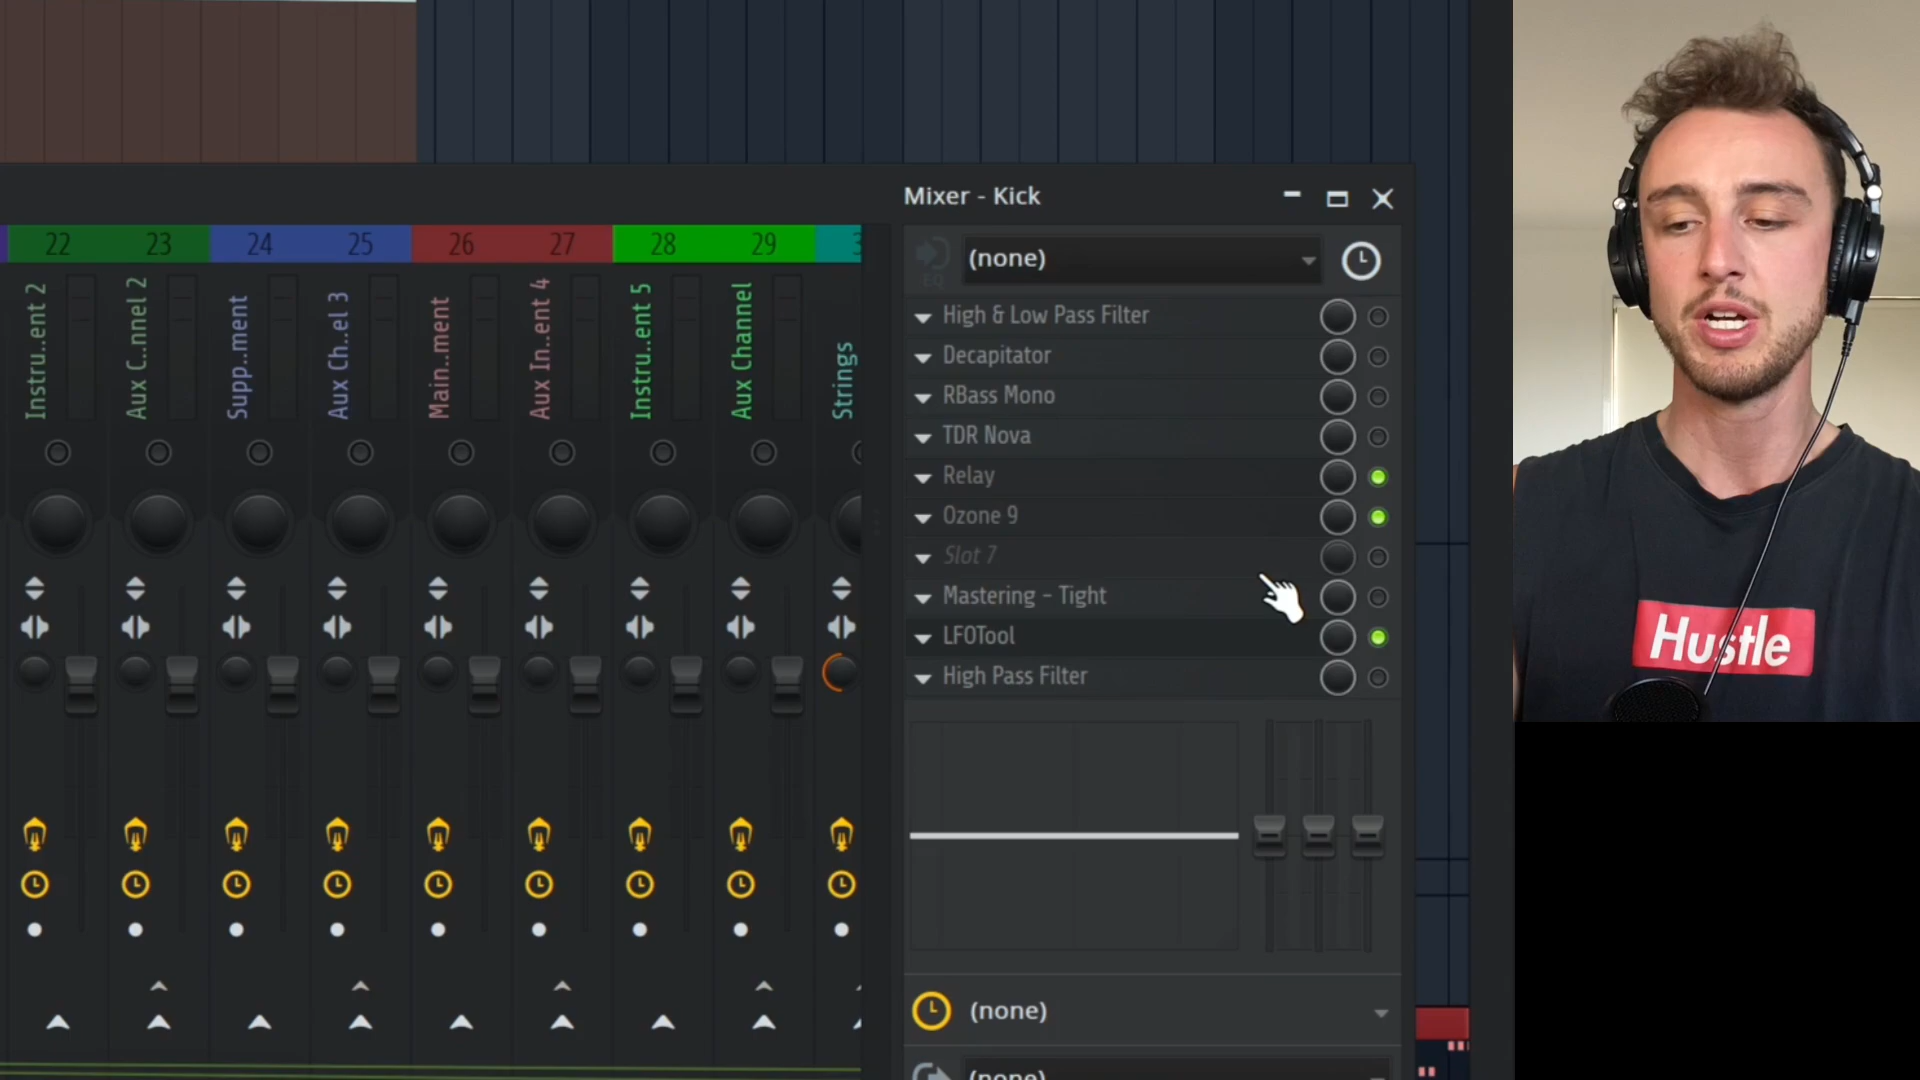 Mixer - Kick
22 23 24 25 26 27 28 29 3
(none)
EQ
High & Low Pass Filter
Decapitator
RBass Mono
TDR Nova
Relay
Ozone 9
Slot 7
Mastering - Tight
LFOTool
High Pass Filter
Instru..ent 2
Aux C..nnel 2
Supp..ment
Aux Ch..el 3
Main..ment
Aux In..ent 4
Instru..ent 5
Aux Channel
Strings
(none)
(none)
Hustle